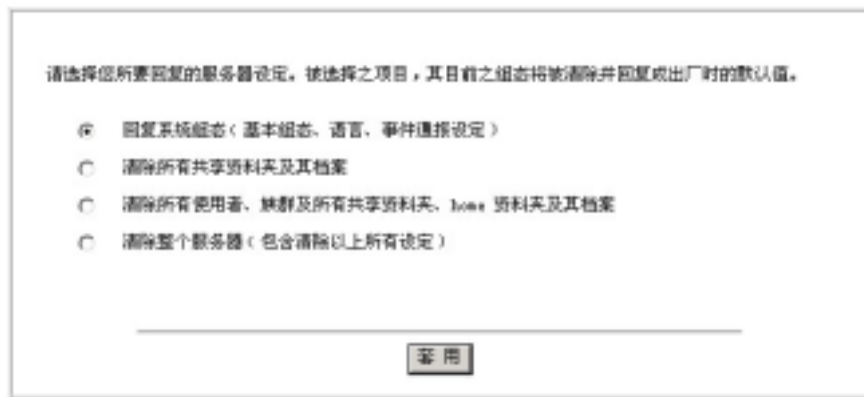 请选择您所要回复的服务器设定。被选择之项目，其目前之组态将被清除并回复成出厂时的默认值。
回复系统组态（基本组态、语言、事件通报设定）
清除所有共享资料夹及其档案
清除所有使用者、族群及所有共享资料夹、home 资料夹及其档案
清除整个服务器（包含清除以上所有设定）
套 用